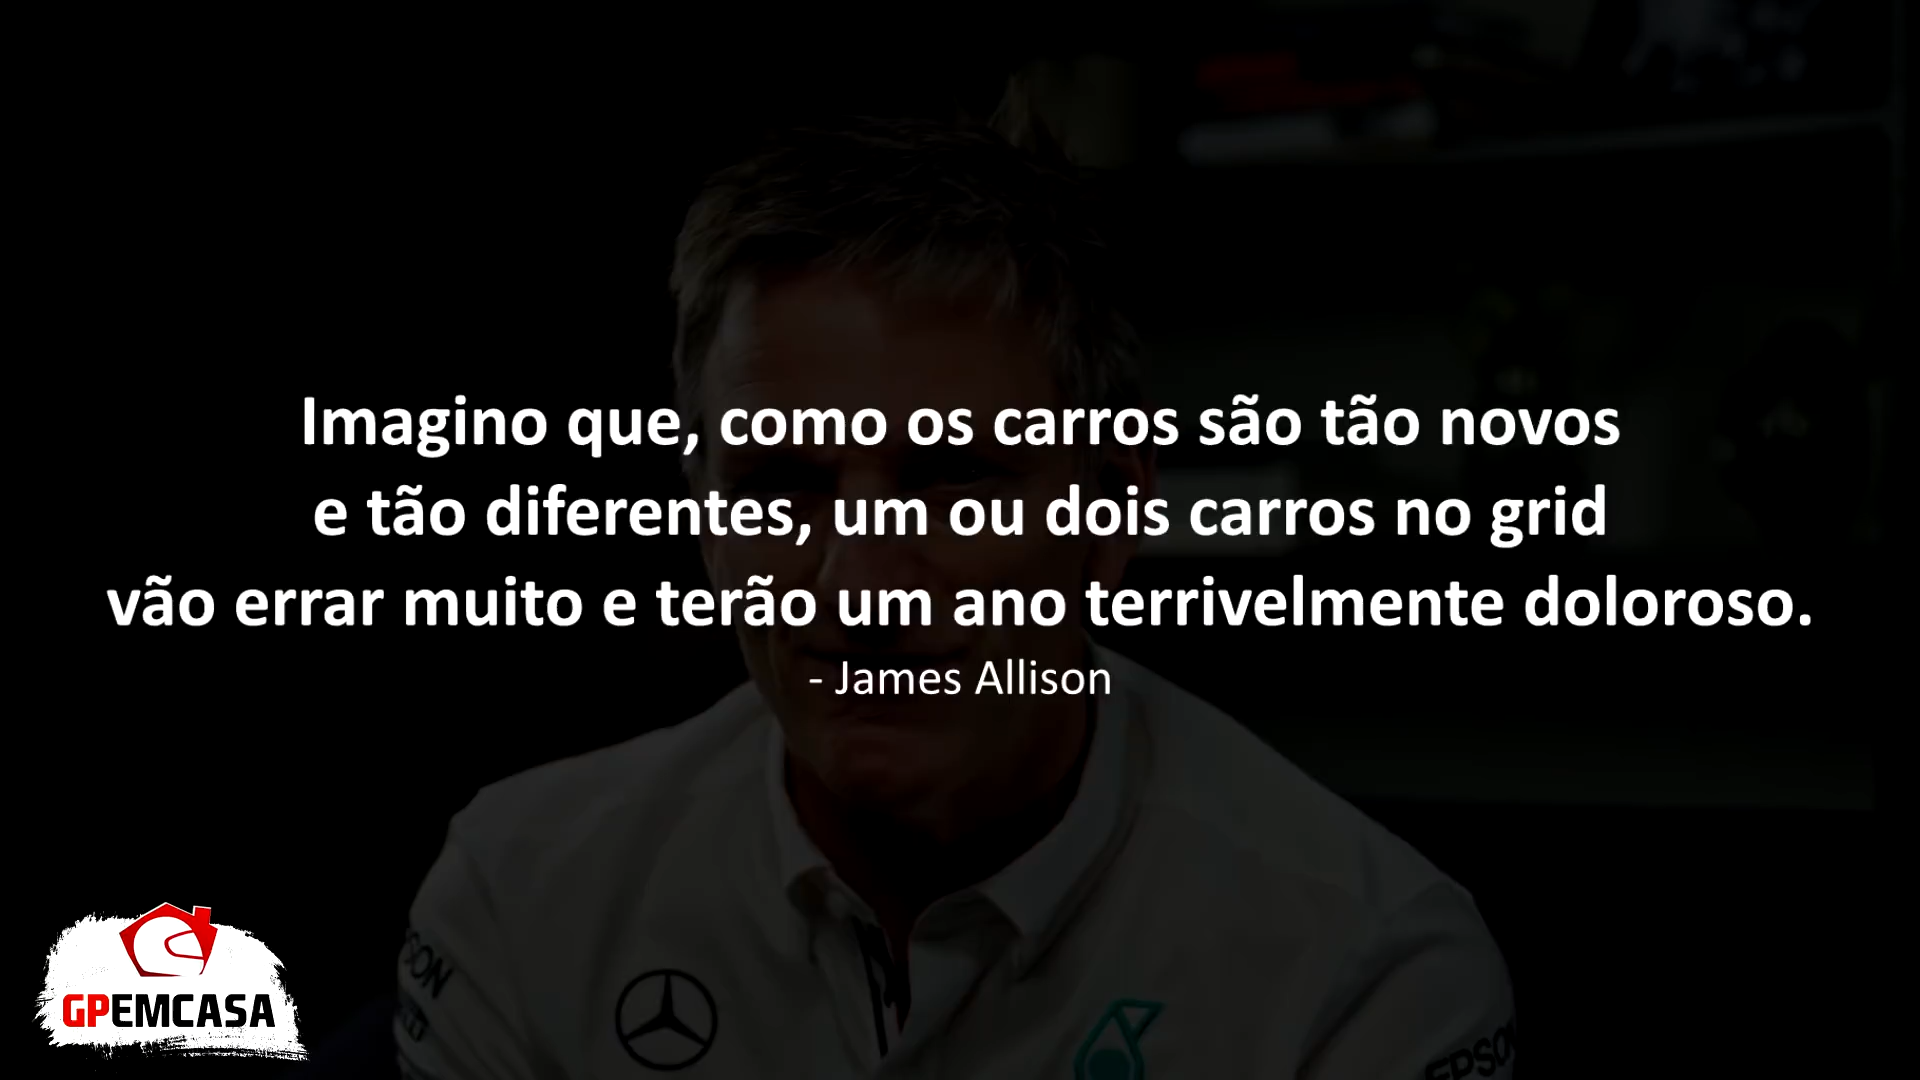 Imagino que, como os carros são tão novos
e tão diferentes, um ou dois carros no grid
vão errar muito e terão um ano terrivelmente doloroso.
- James Allison
GPEMCASA
EPSON